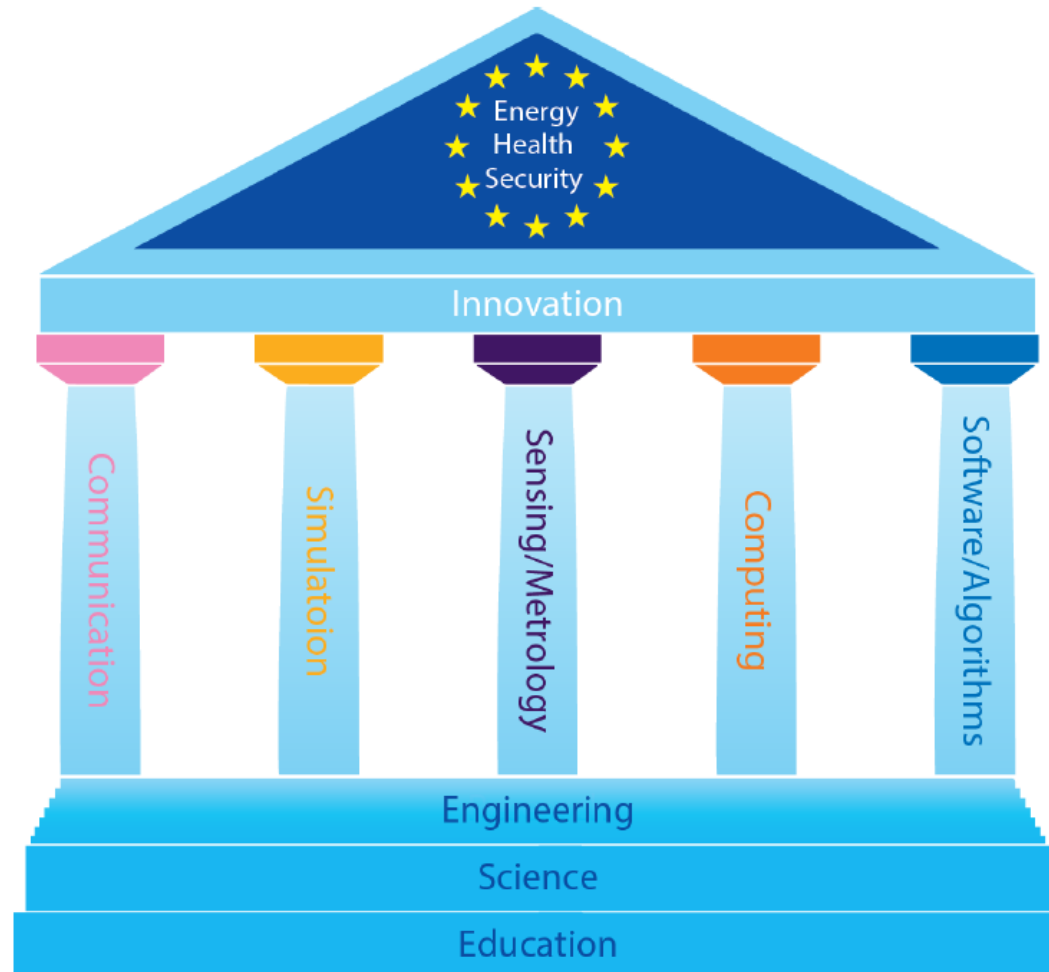 Energy
Health
Security
Innovation
Communication
Simulatoion
Sensing/Metrology
Computing
Software/Algorithms
Engineering
Science
Education